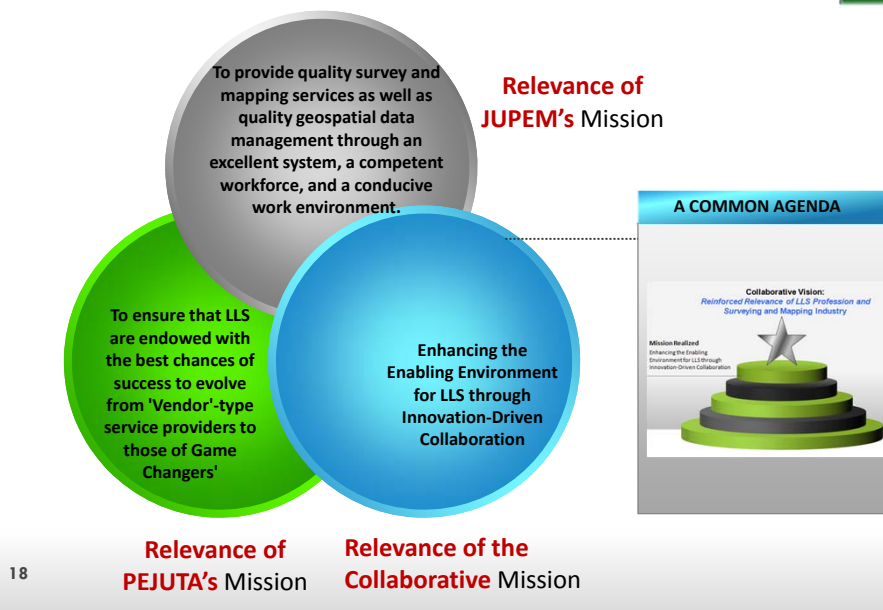 To provide quality survey and
mapping services as well as
quality geospatial data
management through an
excellent system, a competent
workforce, and a conducive
work environment.
Relevance of
JUPEM's Mission
To ensure that LLS
are endowed with
the best chances of
success to evolve
from 'Vendor'-type
service providers to
those of Game
Changers'
Enhancing the
Enabling Environment
for LLS through
Innovation-Driven
Collaboration
A COMMON AGENDA
Collaborative Vision:
Reinforced Relevance of LLS Profession and
Surveying and Mapping Industry
Mission Realized
Enhancing the Enabling
Environment for LLS through
Innovation-Driven Collaboration
Relevance of
PEJUTA's Mission
Relevance of the
Collaborative Mission
18